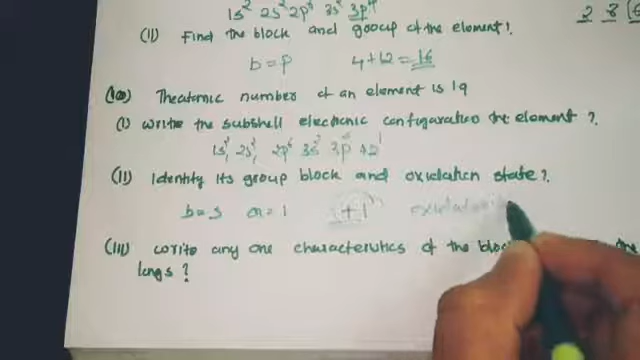 1s² 2s² 2p⁶ 3s² 3p⁴
2 8
(ii) Find the block and group of the element?
b = p 4+12 = 16
(10) The atomic number of an element is 19
(i) Write the subshell electronic configuration the element ?
1s², 2s², 2p⁶ 3s² 3p⁶ 4s¹
(ii) Identify its group block and oxidation state?
b = s a = 1 +1
(iii) Write any one characteristics of the block
longs ?